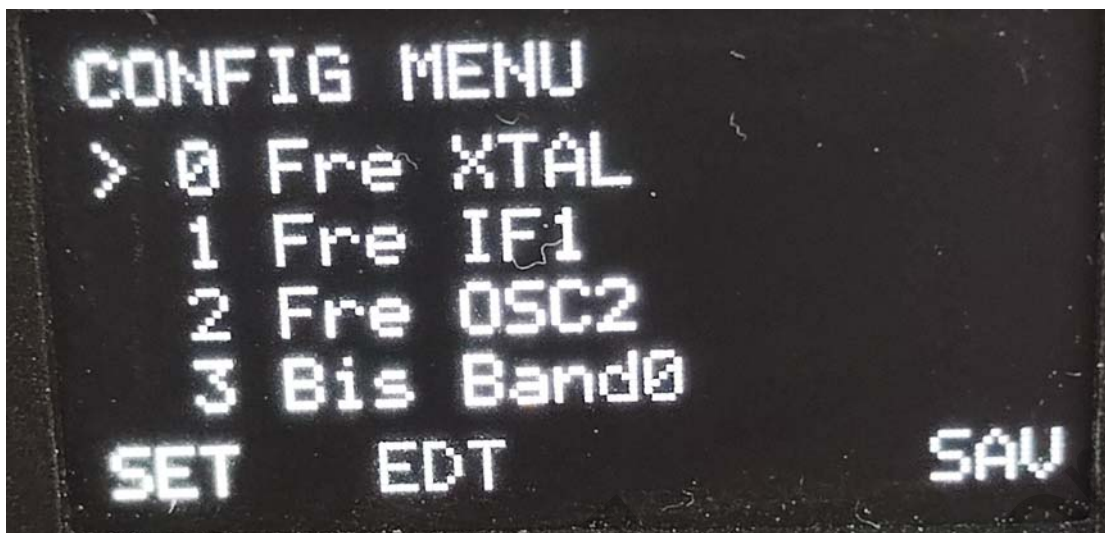 CONFIG MENU
> 0 Fre XTAL
1 Fre IF1
2 Fre OSC2
3 Bis Band0
SET EDT SAV